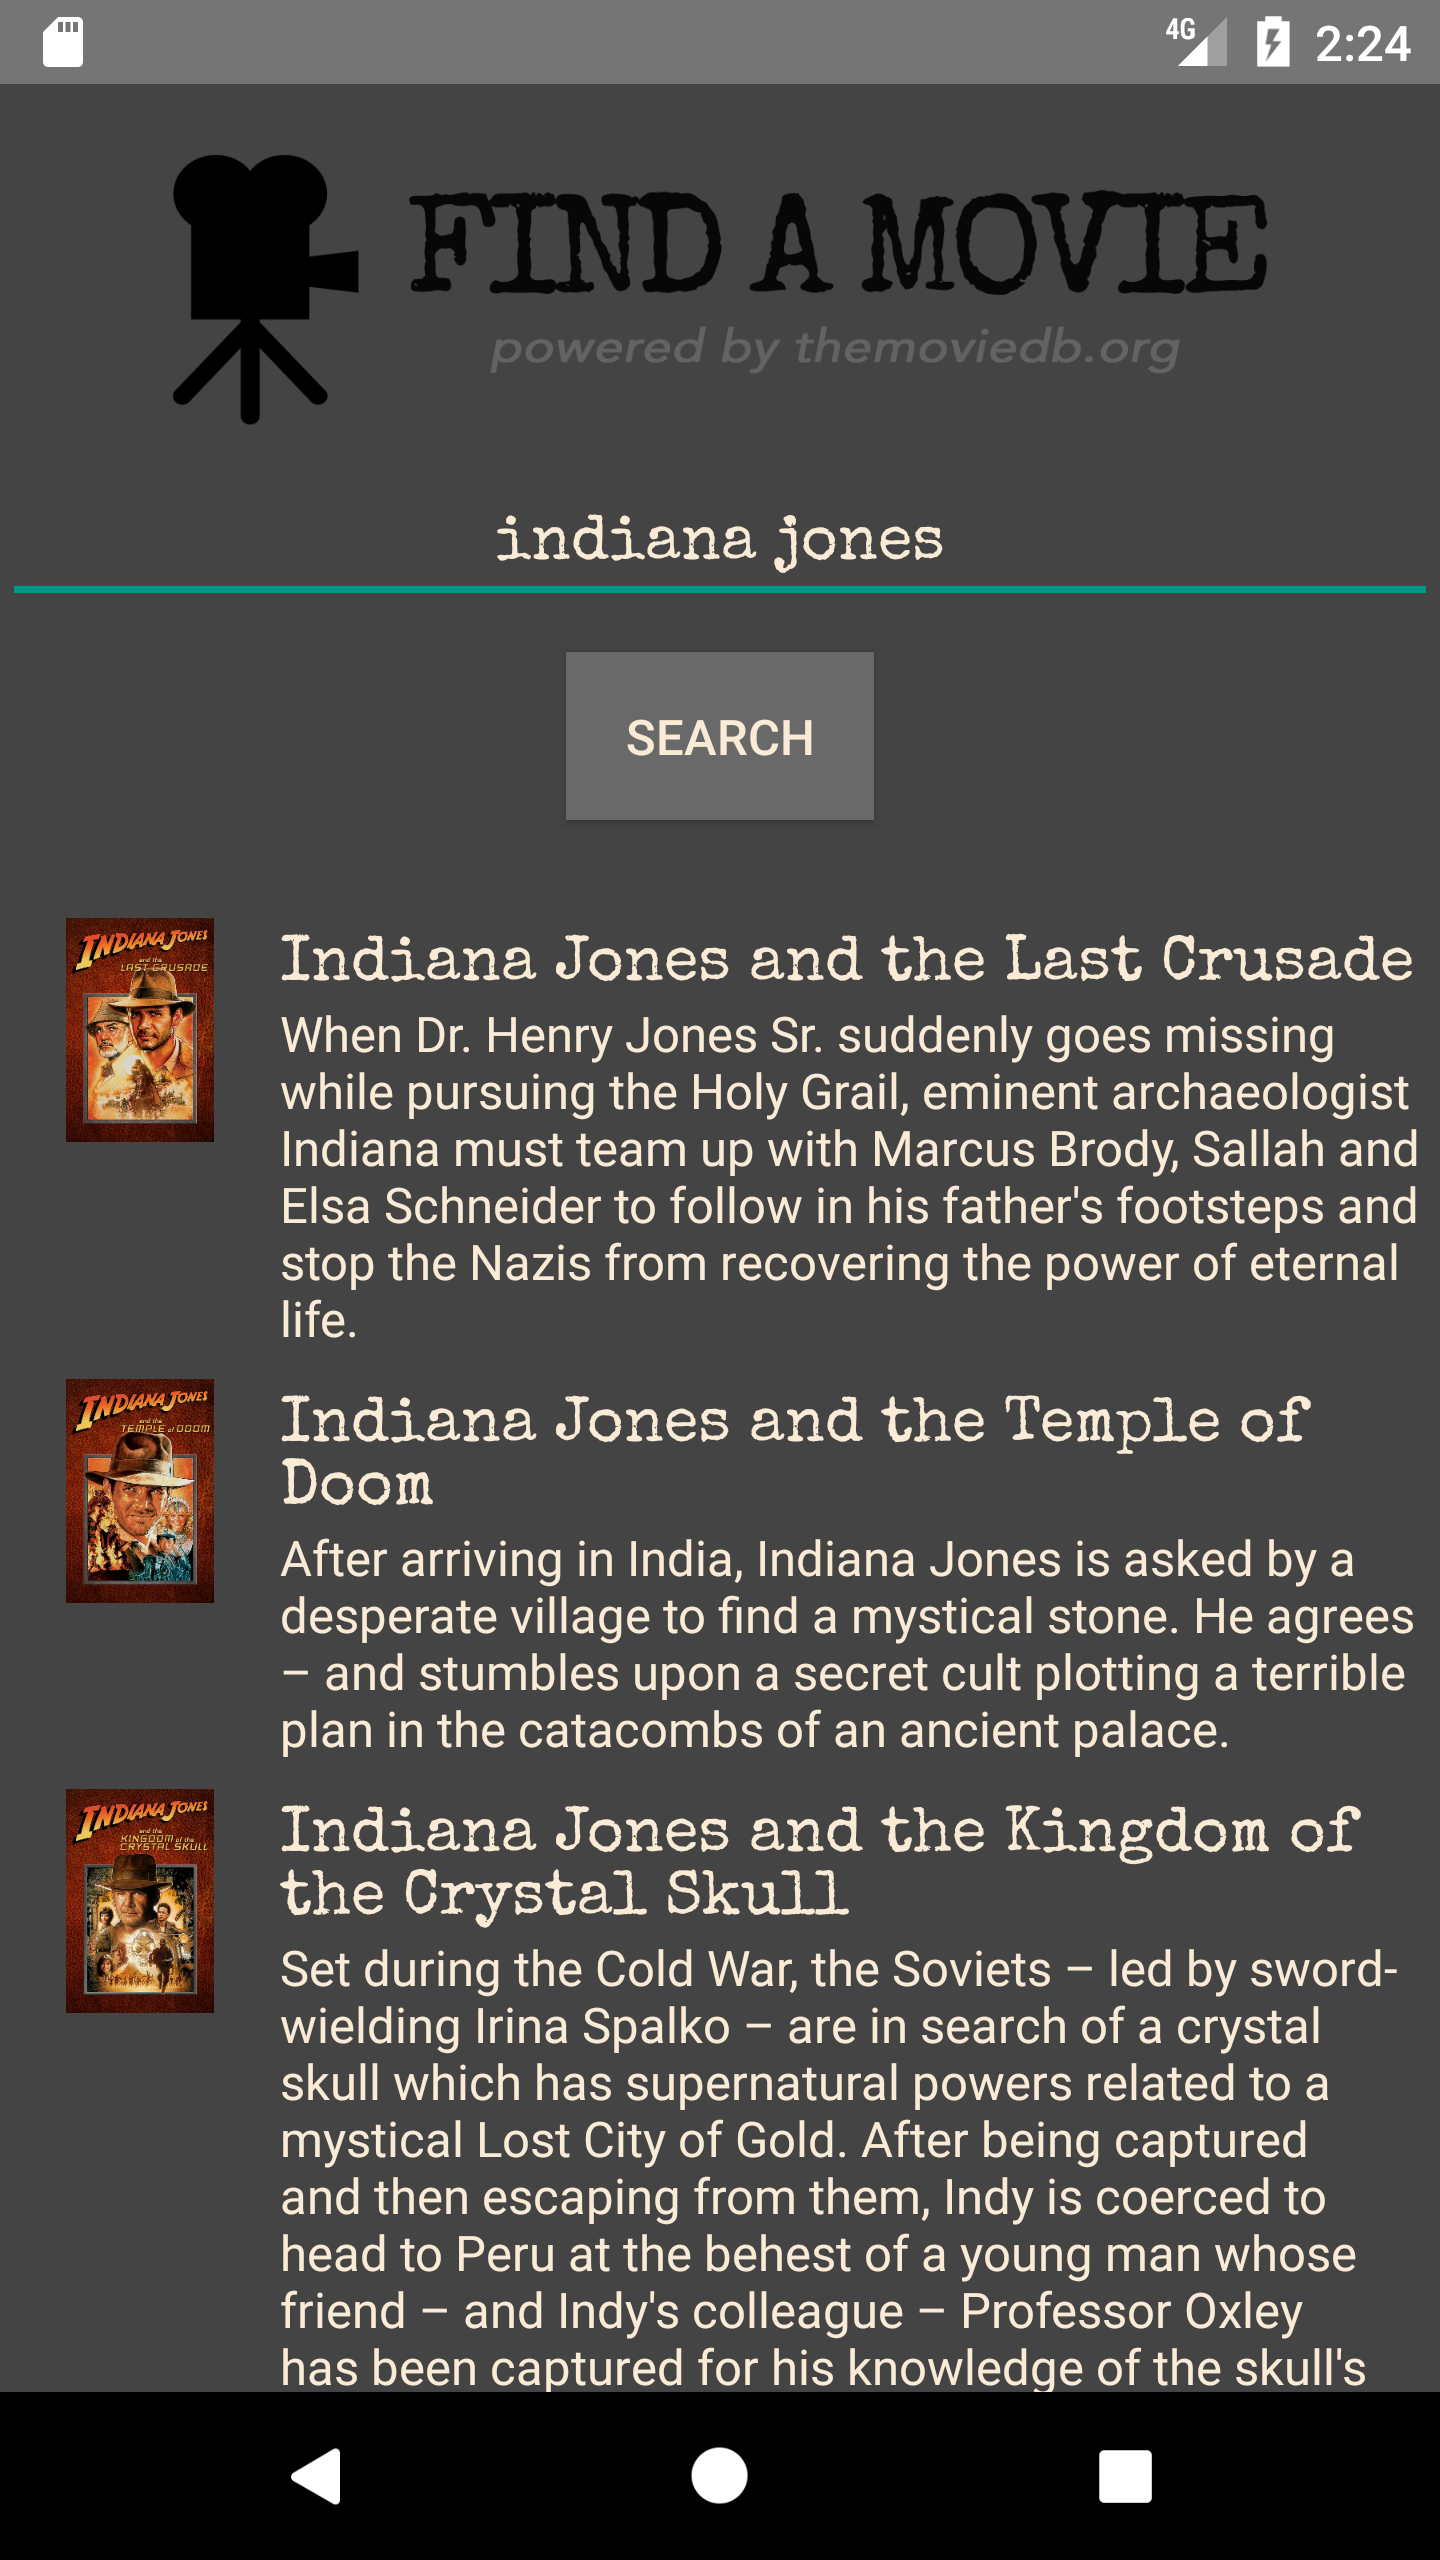 4G 2:24
FIND A MOVIE
powered by themoviedb.org
indiana jones
SEARCH
INDIANA JONES
and the
LAST CRUSADE
Indiana Jones and the Last Crusade
When Dr. Henry Jones Sr. suddenly goes missing
while pursuing the Holy Grail, eminent archaeologist
Indiana must team up with Marcus Brody, Sallah and
Elsa Schneider to follow in his father's footsteps and
stop the Nazis from recovering the power of eternal
life.
INDIANA JONES
and the
TEMPLE of DOOM
Indiana Jones and the Temple of
Doom
After arriving in India, Indiana Jones is asked by a
desperate village to find a mystical stone. He agrees
– and stumbles upon a secret cult plotting a terrible
plan in the catacombs of an ancient palace.
INDIANA JONES
and the
KINGDOM of the
CRYSTAL SKULL
Indiana Jones and the Kingdom of
the Crystal Skull
Set during the Cold War, the Soviets – led by sword-
wielding Irina Spalko – are in search of a crystal
skull which has supernatural powers related to a
mystical Lost City of Gold. After being captured
and then escaping from them, Indy is coerced to
head to Peru at the behest of a young man whose
friend – and Indy's colleague – Professor Oxley
has been captured for his knowledge of the skull's